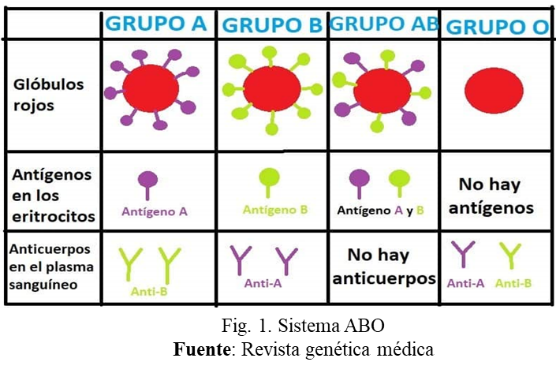 GRUPO A GRUPO B GRUPO AB GRUPO O
Glóbulos
rojos
Antígenos
en los
eritrocitos
Antígeno A
Antígeno B
Antígeno A y B
No hay
antígenos
Anticuerpos
en el plasma
sanguíneo
Anti-B
Anti-A
No hay
anticuerpos
Anti-A Anti-B
Fig. 1. Sistema ABO
Fuente: Revista genética médica